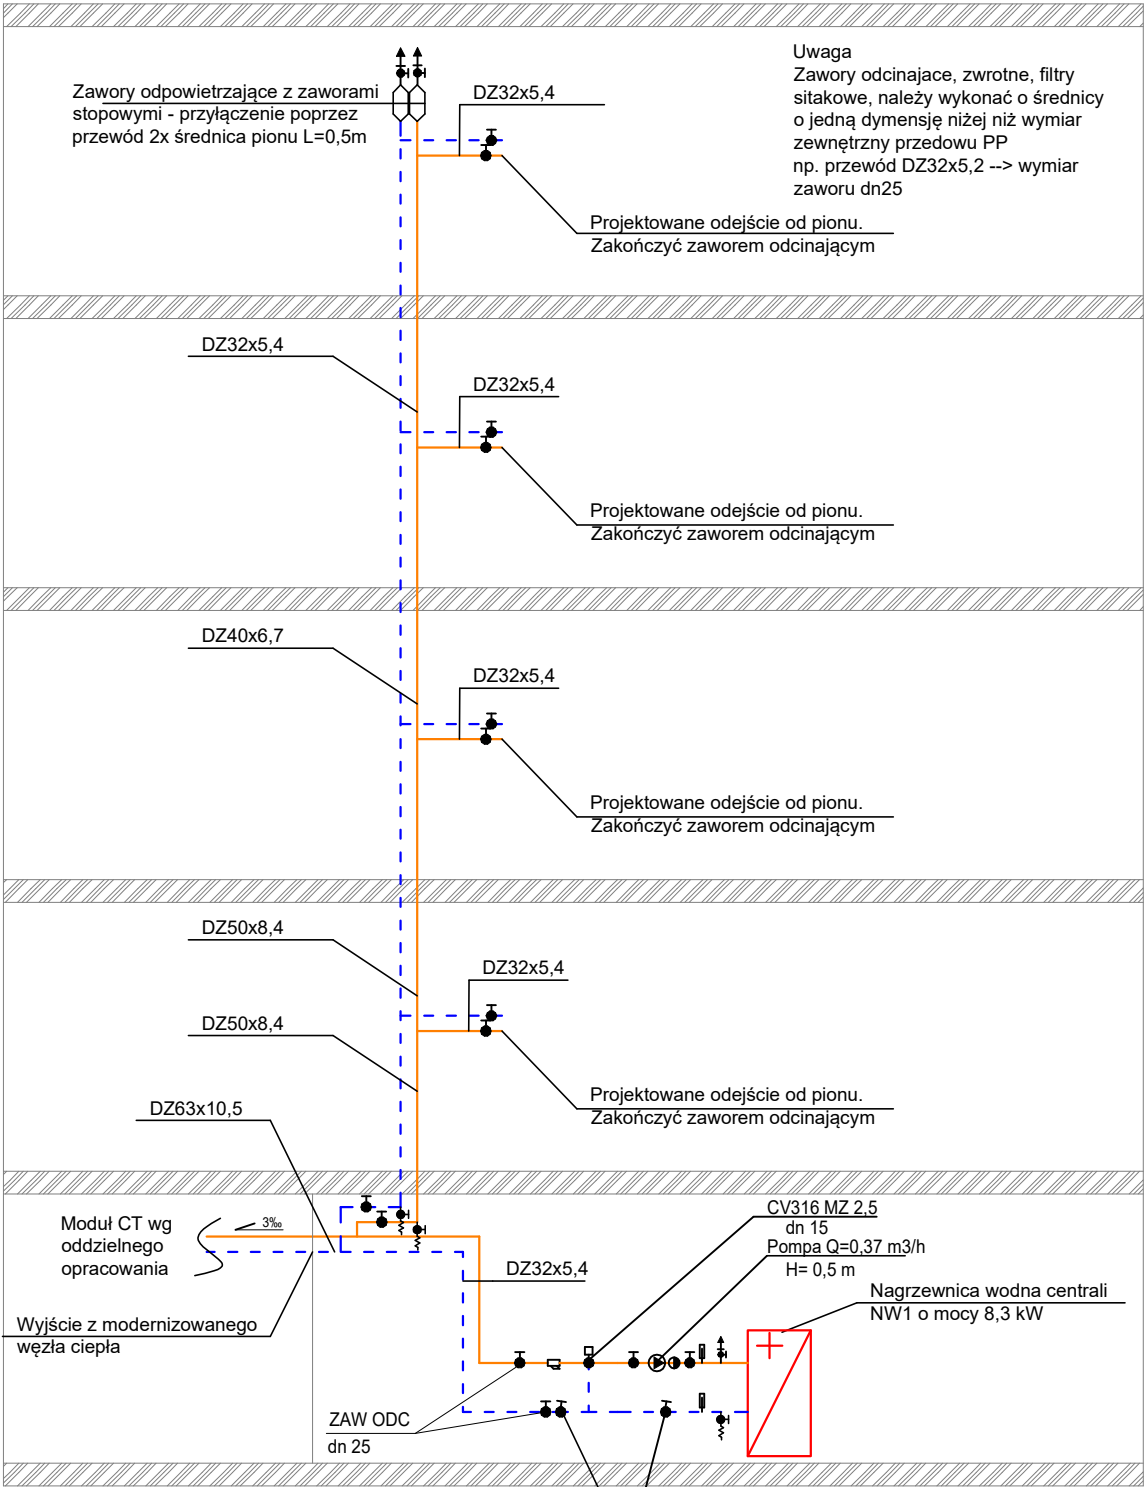 Uwaga
Zawory odcinajace, zwrotne, filtry
sitakowe, należy wykonać o średnicy
o jedną dymensję niżej niż wymiar
zewnętrzny przedowu PP
np. przewód DZ32x5,2 --> wymiar
zaworu dn25
Zawory odpowietrzające z zaworami
stopowymi - przyłączenie poprzez
przewód 2x średnica pionu L=0,5m
DZ32x5,4
Projektowane odejście od pionu.
Zakończyć zaworem odcinającym
DZ32x5,4
DZ32x5,4
Projektowane odejście od pionu.
Zakończyć zaworem odcinającym
DZ40x6,7
DZ32x5,4
Projektowane odejście od pionu.
Zakończyć zaworem odcinającym
DZ50x8,4
DZ32x5,4
DZ50x8,4
Projektowane odejście od pionu.
Zakończyć zaworem odcinającym
DZ63x10,5
Moduł CT wg
oddzielnego
opracowania
3‰
CV316 MZ 2,5
dn 15
Pompa Q=0,37 m3/h
H= 0,5 m
DZ32x5,4
Nagrzewnica wodna centrali
NW1 o mocy 8,3 kW
Wyjście z modernizowanego
węzła ciepła
ZAW ODC
dn 25